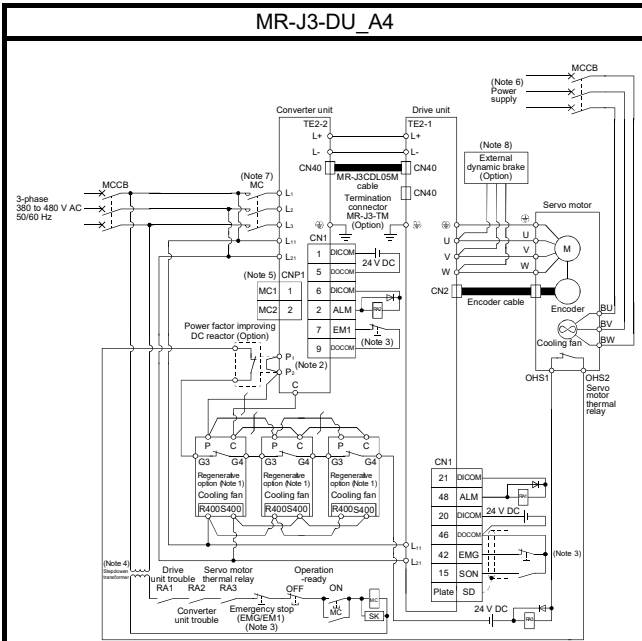 MR-J3-DU_A4
MCCB
(Note 6)
Power
supply
Converter unit
Drive unit
TE2-2
TE2-1
L+
L+
L-
L-
(Note 8)
External
dynamic brake
(Option)
CN40
CN40
MR-J3CDL05M
cable
CN40
Termination
connector
MR-J3-TM
(Option)
MCCB
(Note 7)
MC
3-phase
380 to 480 V AC
50/60 Hz
L1
L2
L3
L11
L21
Servo motor
U
V
W
U
V
W
M
CN2
Encoder cable
Encoder
Cooling fan
BU
BV
BW
OHS1
OHS2
Servo
motor
thermal
relay
CN1
1 DICOM
24 V DC
5 DOCOM
6 DICOM
2 ALM
RA2
7 EM1
(Note 3)
9 DOCOM
(Note 5)
CNP1
MC1 1
MC2 2
Power factor improving
DC reactor (Option)
P1
P2
(Note 2)
C
P C P C P C
G3 G4 G3 G4 G3 G4
Regenerative
option (Note 1)
Cooling fan
R400S400
Regenerative
option (Note 1)
Cooling fan
R400S400
Regenerative
option (Note 1)
Cooling fan
R400S400
L11
L21
CN1
21 DICOM
48 ALM
RA1
20 DICOM
24 V DC
46 DOCOM
42 EMG
(Note 3)
15 SON
Plate SD
24 V DC
RA3
(Note 4)
Stepdown
transformer
Drive
unit trouble
RA1
Converter
unit trouble
RA2
Servo motor
thermal relay
RA3
Emergency stop
(EMG/EM1)
(Note 3)
Operation
-ready
OFF
ON
MC
MC
SK